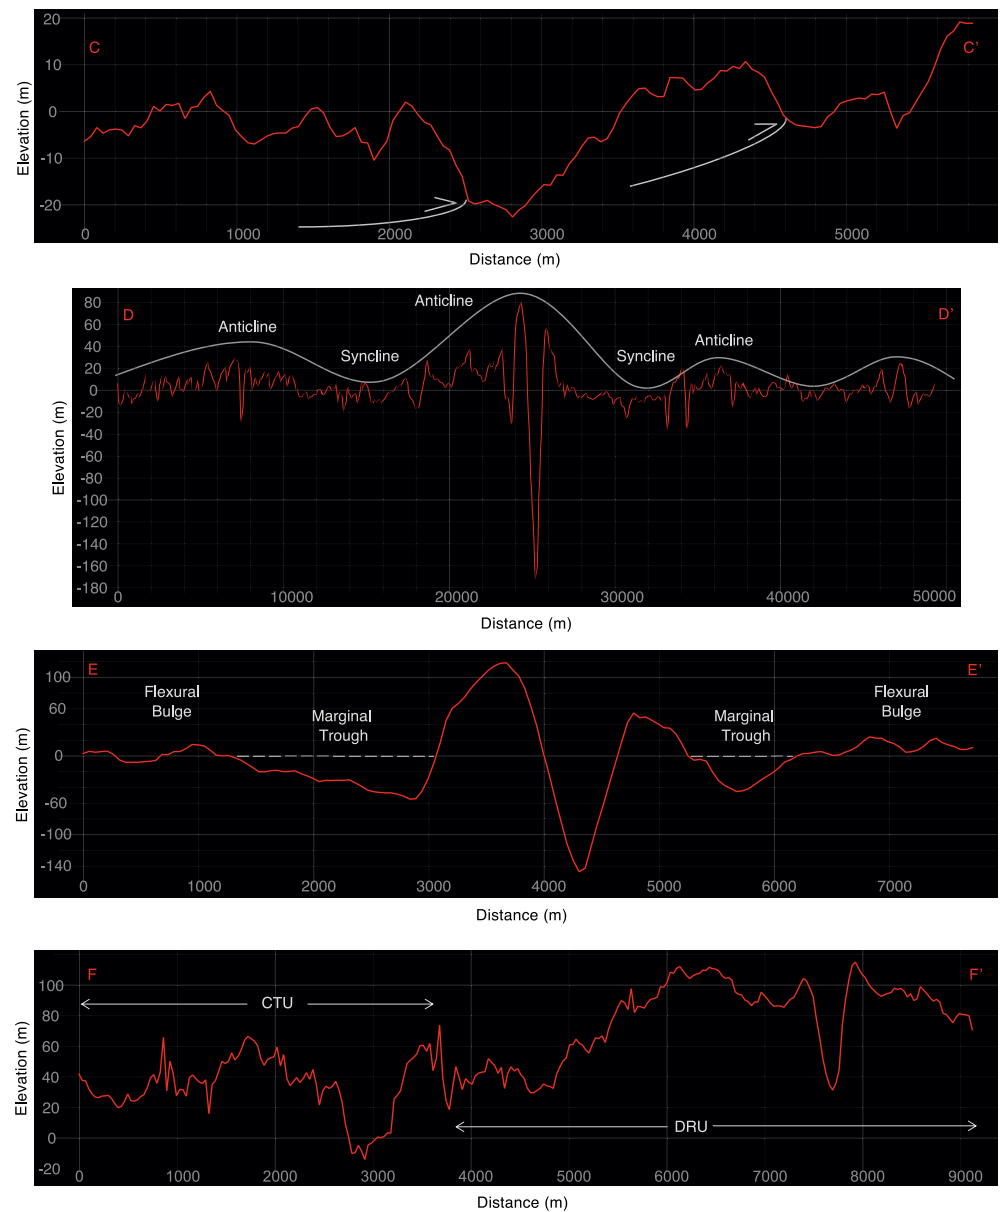 20
C
C'
10
0
-10
-20
0
1000
2000
3000
4000
5000
Elevation (m)
Distance (m)
80
D
Anticline
Anticline
Syncline
Syncline
Anticline
D'
60
40
20
0
-20
-40
-60
-80
-100
-120
-140
-160
-180
0
10000
20000
30000
40000
50000
Elevation (m)
Distance (m)
E
E'
100
60
0
-60
-100
-140
Flexural
Bulge
Marginal
Trough
Marginal
Trough
Flexural
Bulge
0
1000
2000
3000
4000
5000
6000
7000
Elevation (m)
Distance (m)
F
F'
100
80
60
40
20
0
-20
CTU
DRU
0
1000
2000
3000
4000
5000
6000
7000
8000
9000
Elevation (m)
Distance (m)